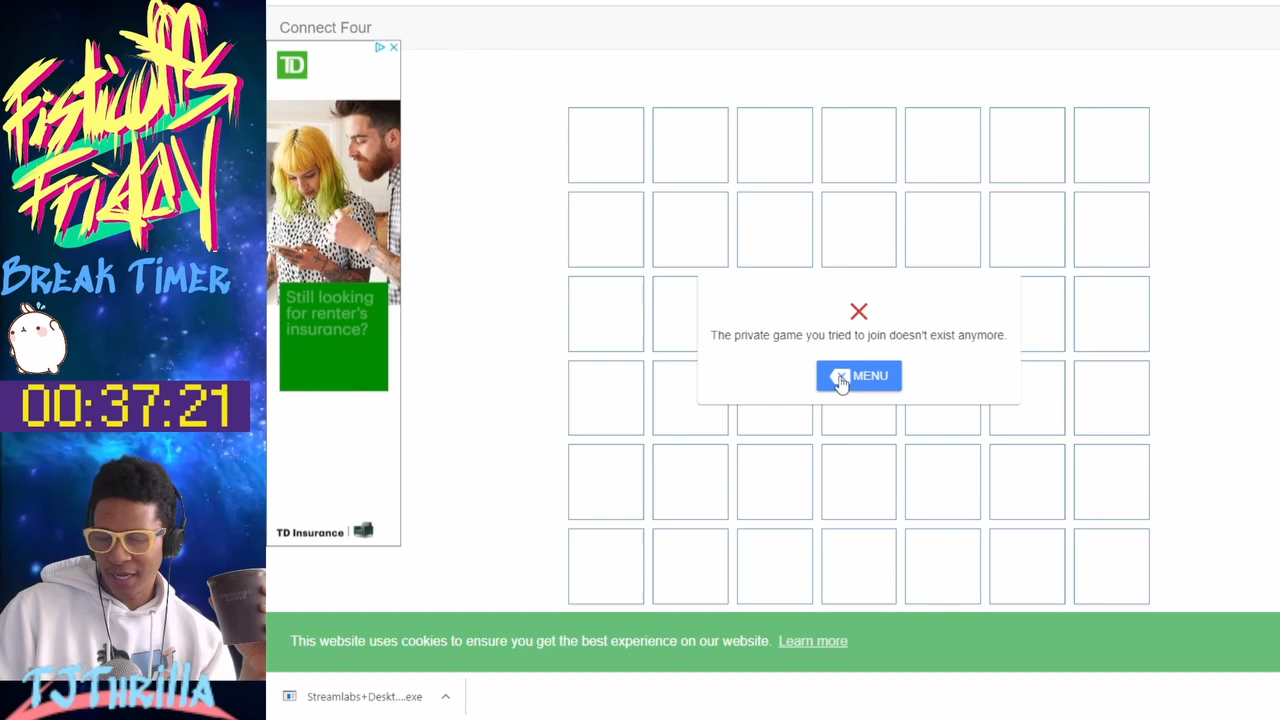 Fisticuffs
Friday
BREAK TIMER
00:37:21
TJTHRILLA
Connect Four
TD
Still looking
for renter's
insurance?
TD Insurance
The private game you tried to join doesn't exist anymore.
MENU
This website uses cookies to ensure you get the best experience on our website. Learn more
Streamlabs+Deskt....exe